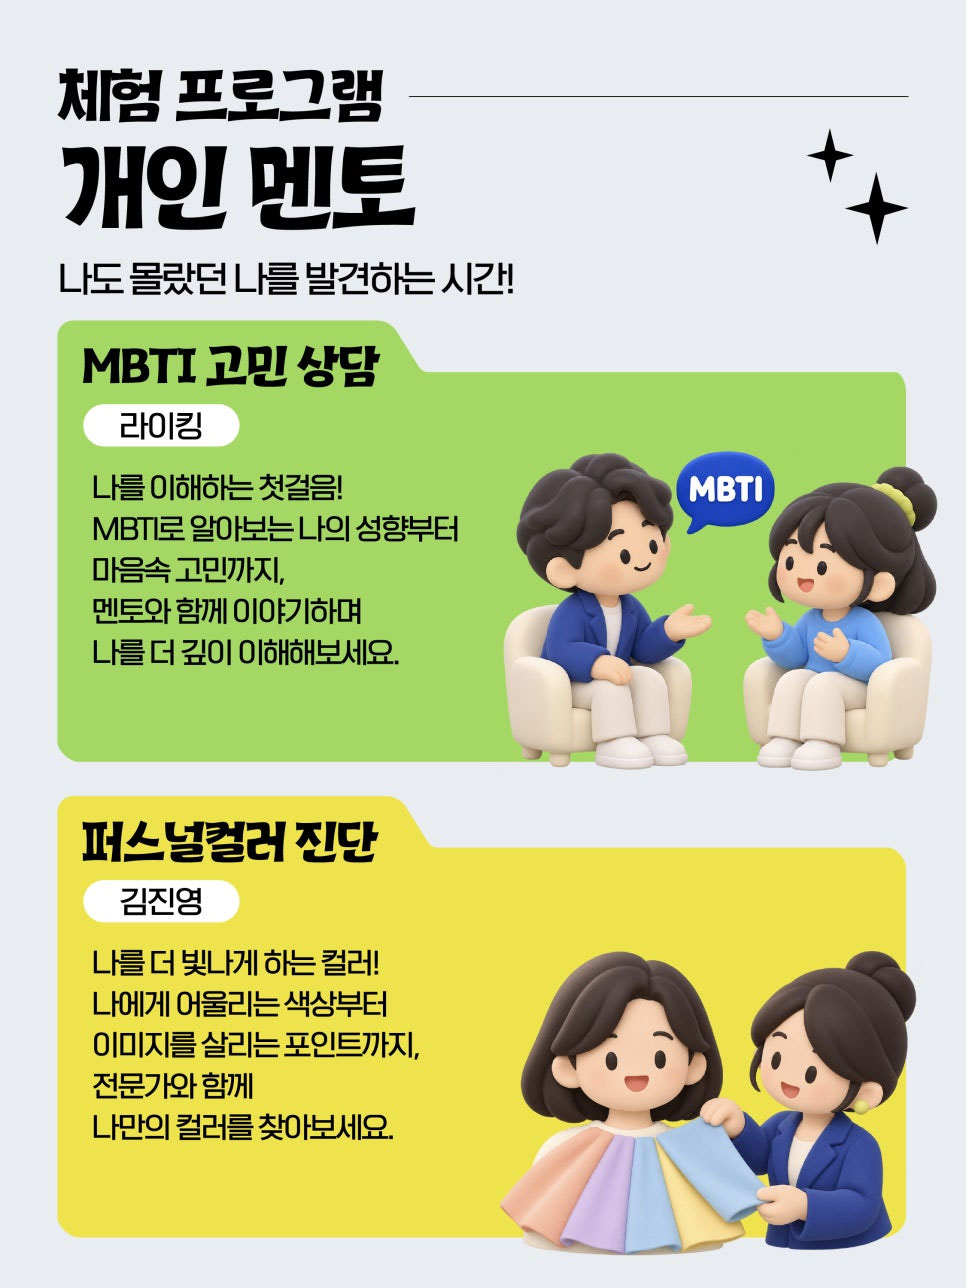 체험 프로그램
개인 멘토
나도 몰랐던 나를 발견하는 시간!
MBTI 고민 상담
라이킹
나를 이해하는 첫걸음!
MBTI로 알아보는 나의 성향부터
마음속 고민까지,
멘토와 함께 이야기하며
나를 더 깊이 이해해보세요.
MBTI
퍼스널컬러 진단
김진영
나를 더 빛나게 하는 컬러!
나에게 어울리는 색상부터
이미지를 살리는 포인트까지,
전문가와 함께
나만의 컬러를 찾아보세요.